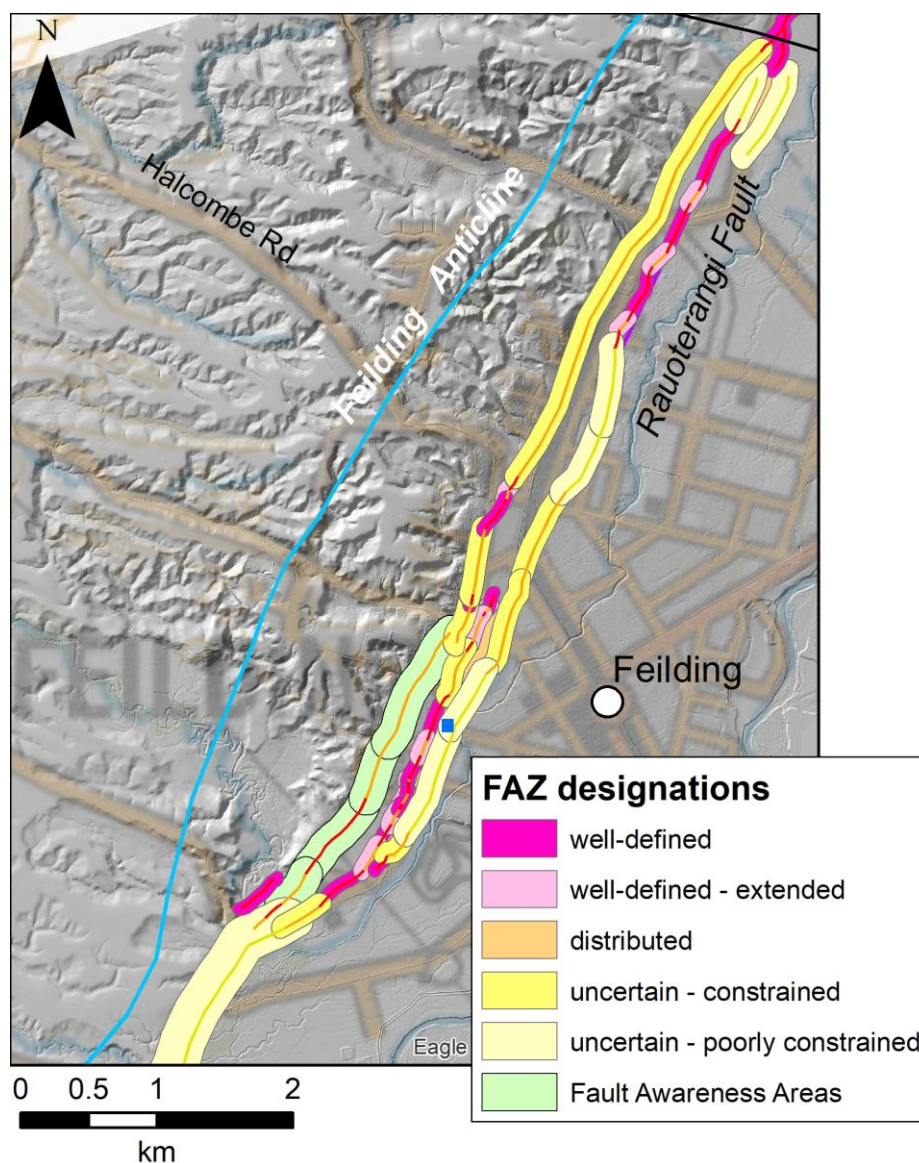 N
Halcombe Rd
Feilding Anticline
Rauoterangi Fault
Feilding
Eagle
FAZ designations
well-defined
well-defined - extended
distributed
uncertain - constrained
uncertain - poorly constrained
Fault Awareness Areas
0 0.5 1 2
km